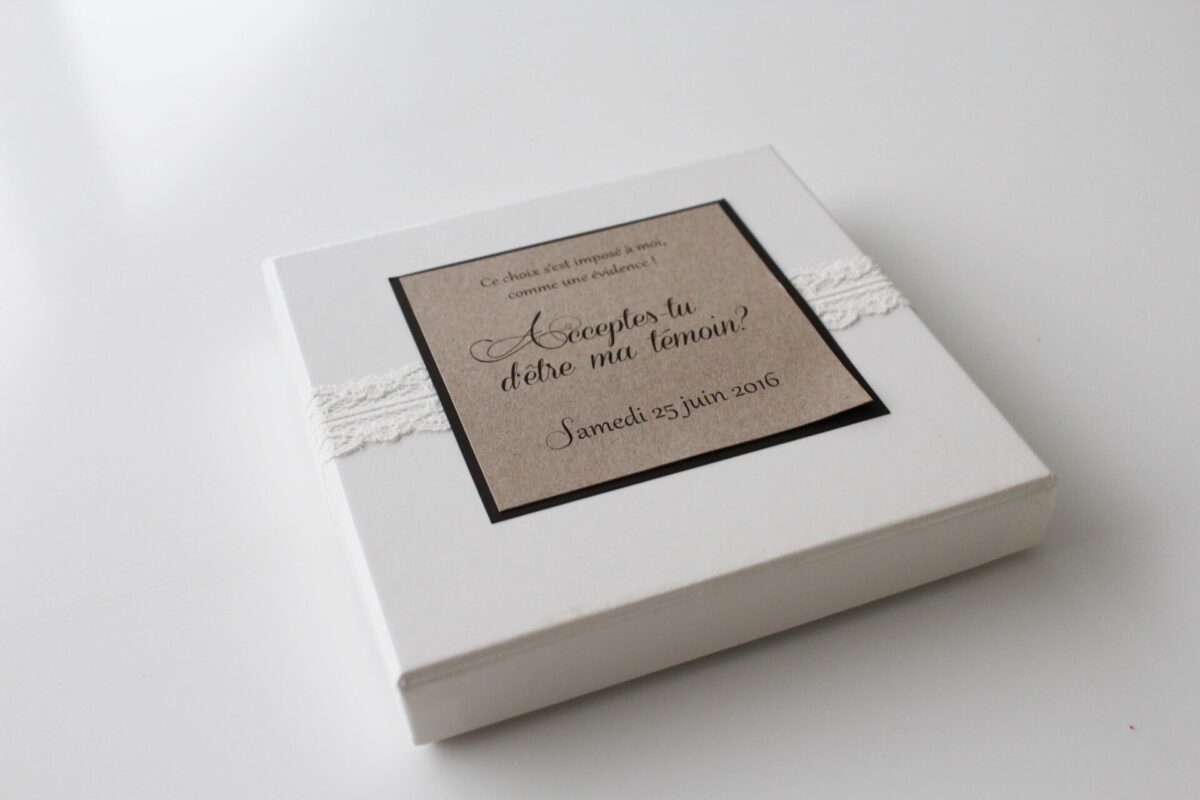 Ce choix s'est imposé à moi,
comme une évidence !
Acceptes-tu
d'être ma témoin?
Samedi 25 juin 2016